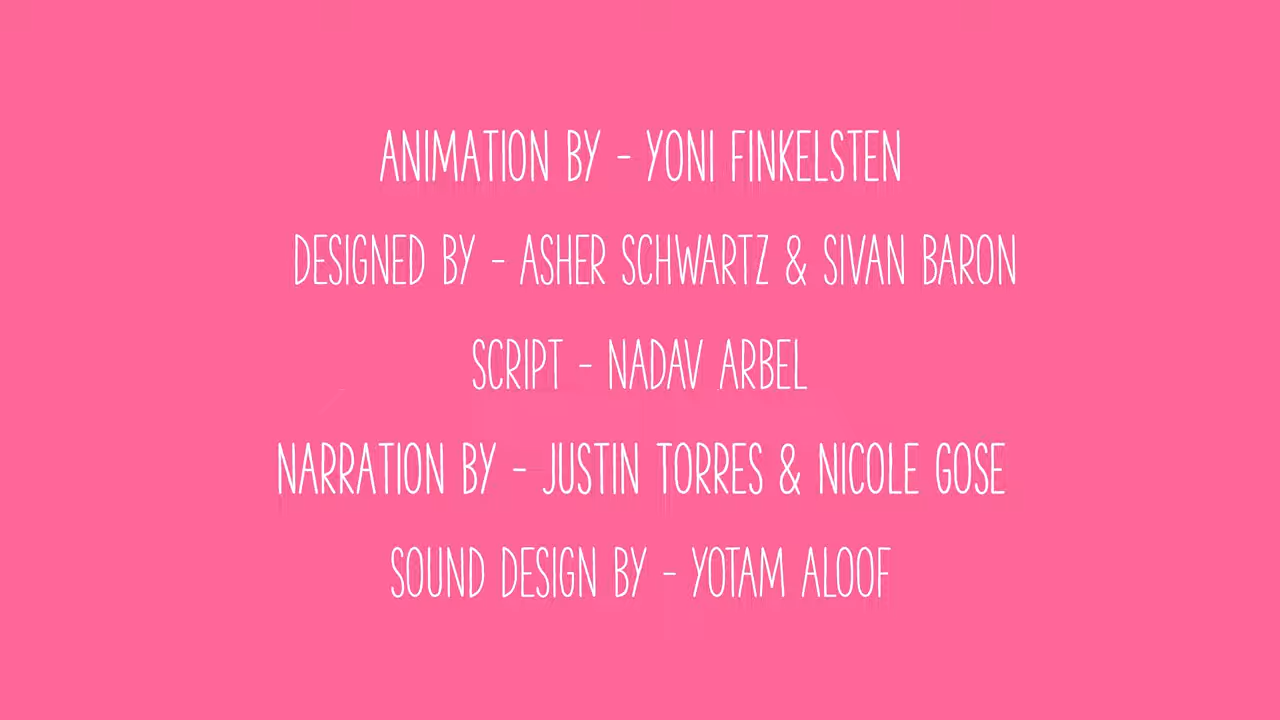 ANIMATION BY - YONI FINKELSTEN
DESIGNED BY - ASHER SCHWARTZ & SIVAN BARON
SCRIPT - NADAV ARBEL
NARRATION BY - JUSTIN TORRES & NICOLE GOSE
SOUND DESIGN BY - YOTAM ALOOF